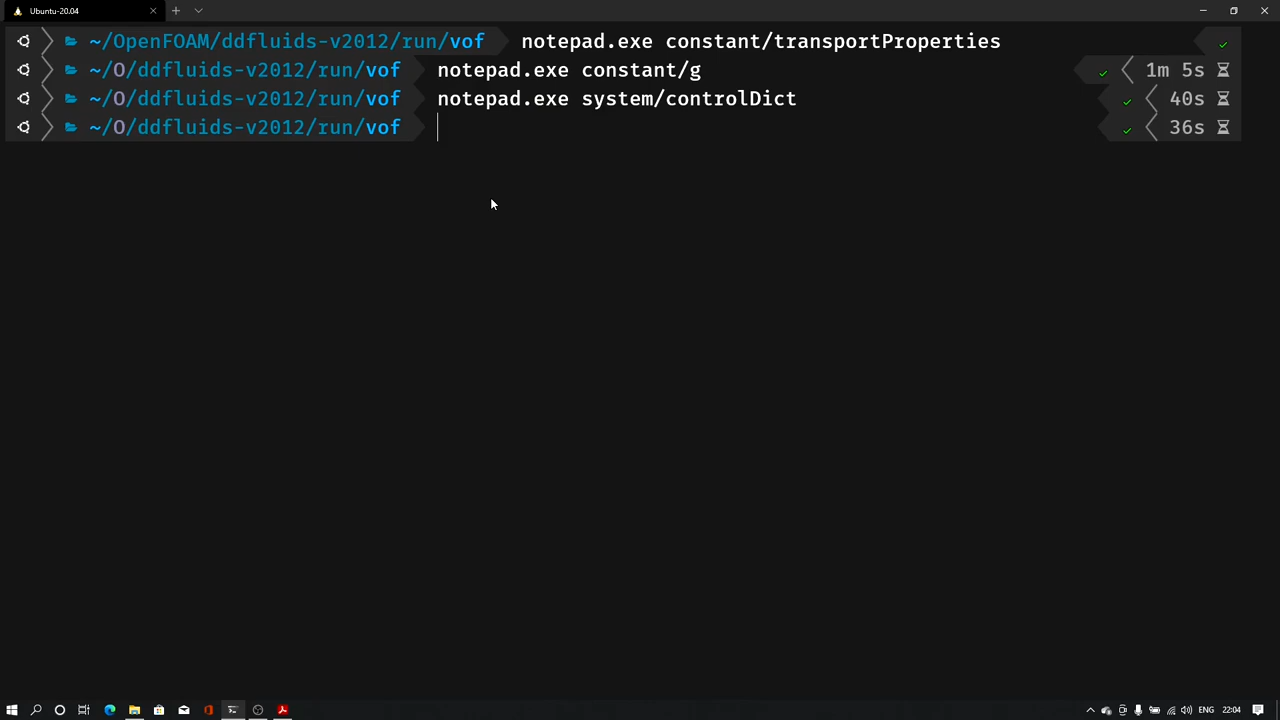 Ubuntu-20.04
~/OpenFOAM/ddfluids-v2012/run/vof notepad.exe constant/transportProperties
~/O/ddfluids-v2012/run/vof notepad.exe constant/g 1m 5s
~/O/ddfluids-v2012/run/vof notepad.exe system/controlDict 40s
~/O/ddfluids-v2012/run/vof 36s
ENG 22:04